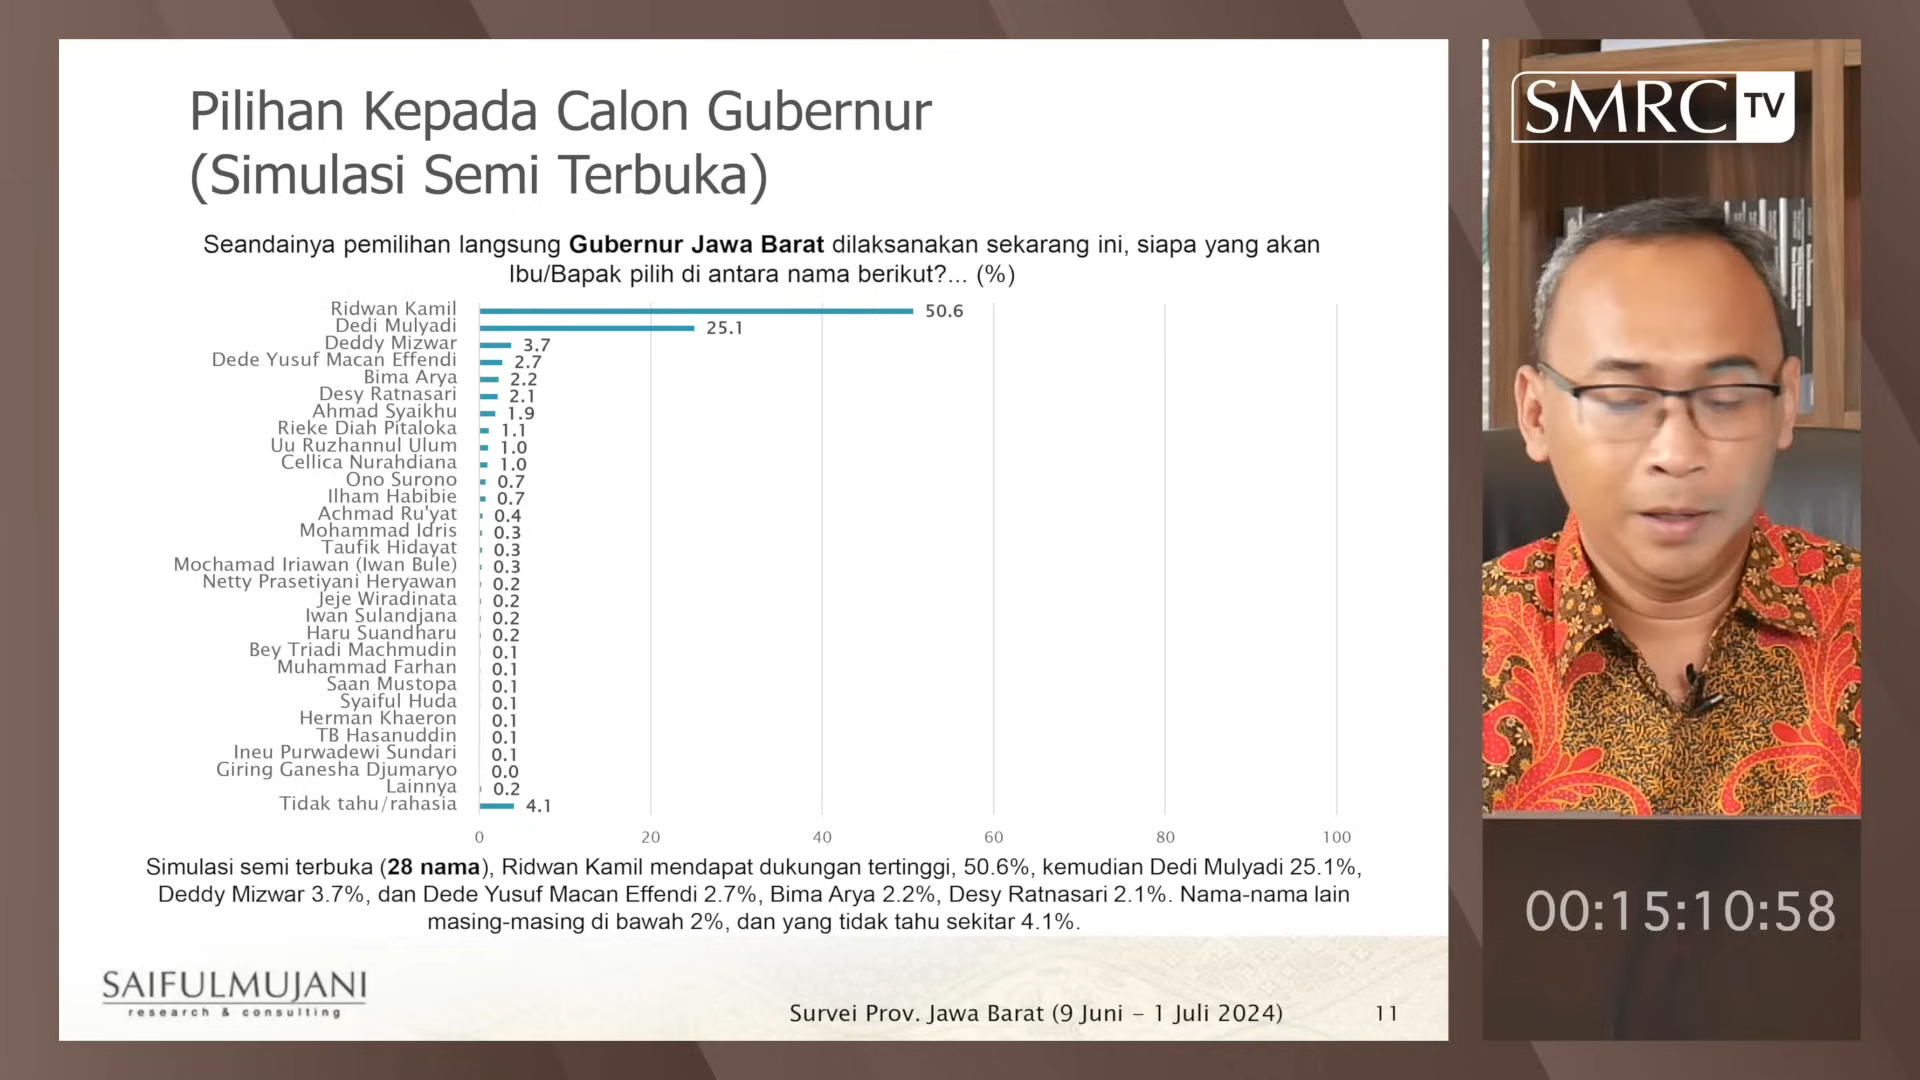 Pilihan Kepada Calon Gubernur
(Simulasi Semi Terbuka)
Seandainya pemilihan langsung Gubernur Jawa Barat dilaksanakan sekarang ini, siapa yang akan
Ibu/Bapak pilih di antara nama berikut?... (%)
Ridwan Kamil 50.6
Dedi Mulyadi 25.1
Deddy Mizwar 3.7
Dede Yusuf Macan Effendi 2.7
Bima Arya 2.2
Desy Ratnasari 2.1
Ahmad Syaikhu 1.9
Rieke Diah Pitaloka 1.1
Uu Ruzhannul Ulum 1.0
Cellica Nurahdiana 1.0
Ono Surono 0.7
Ilham Habibie 0.7
Achmad Ru'yat 0.4
Mohammad Idris 0.3
Taufik Hidayat 0.3
Mochamad Iriawan (Iwan Bule) 0.3
Netty Prasetiyani Heryawan 0.2
Jeje Wiradinata 0.2
Iwan Sulandjana 0.2
Haru Suandharu 0.2
Bey Triadi Machmudin 0.1
Muhammad Farhan 0.1
Saan Mustopa 0.1
Syaiful Huda 0.1
Herman Khaeron 0.1
TB Hasanuddin 0.1
Ineu Purwadewi Sundari 0.1
Giring Ganesha Djumaryo 0.0
Lainnya 0.2
Tidak tahu/rahasia 4.1
0 20 40 60 80 100
Simulasi semi terbuka (28 nama), Ridwan Kamil mendapat dukungan tertinggi, 50.6%, kemudian Dedi Mulyadi 25.1%,
Deddy Mizwar 3.7%, dan Dede Yusuf Macan Effendi 2.7%, Bima Arya 2.2%, Desy Ratnasari 2.1%. Nama-nama lain
masing-masing di bawah 2%, dan yang tidak tahu sekitar 4.1%.
SAIFULMUJANI
research & consulting
Survei Prov. Jawa Barat (9 Juni – 1 Juli 2024) 11
SMRC TV
00:15:10:58